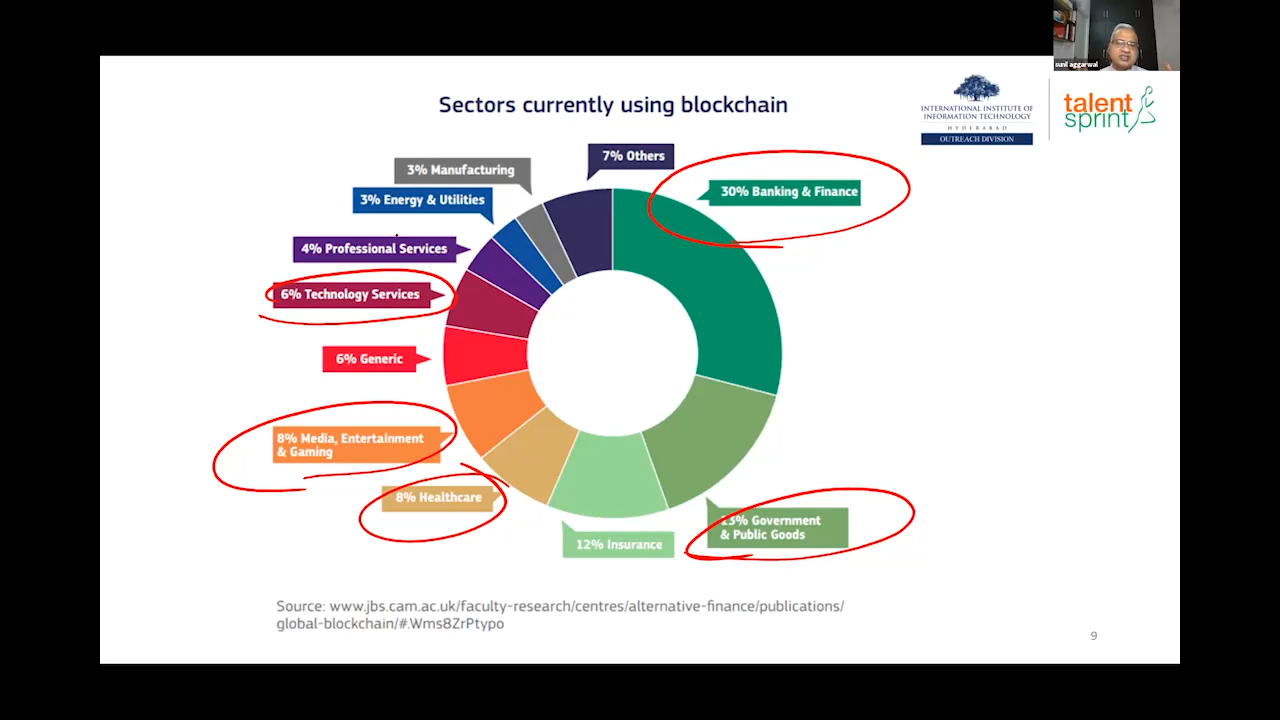 sunil aggarwal
Sectors currently using blockchain
INTERNATIONAL INSTITUTE OF
INFORMATION TECHNOLOGY
HYDERABAD
OUTREACH DIVISION
talent
sprint
7% Others
3% Manufacturing
30% Banking & Finance
3% Energy & Utilities
4% Professional Services
6% Technology Services
6% Generic
8% Media, Entertainment
& Gaming
8% Healthcare
13% Government
& Public Goods
12% Insurance
Source: www.jbs.cam.ac.uk/faculty-research/centres/alternative-finance/publications/
global-blockchain/#.Wms8ZrPtypo
9